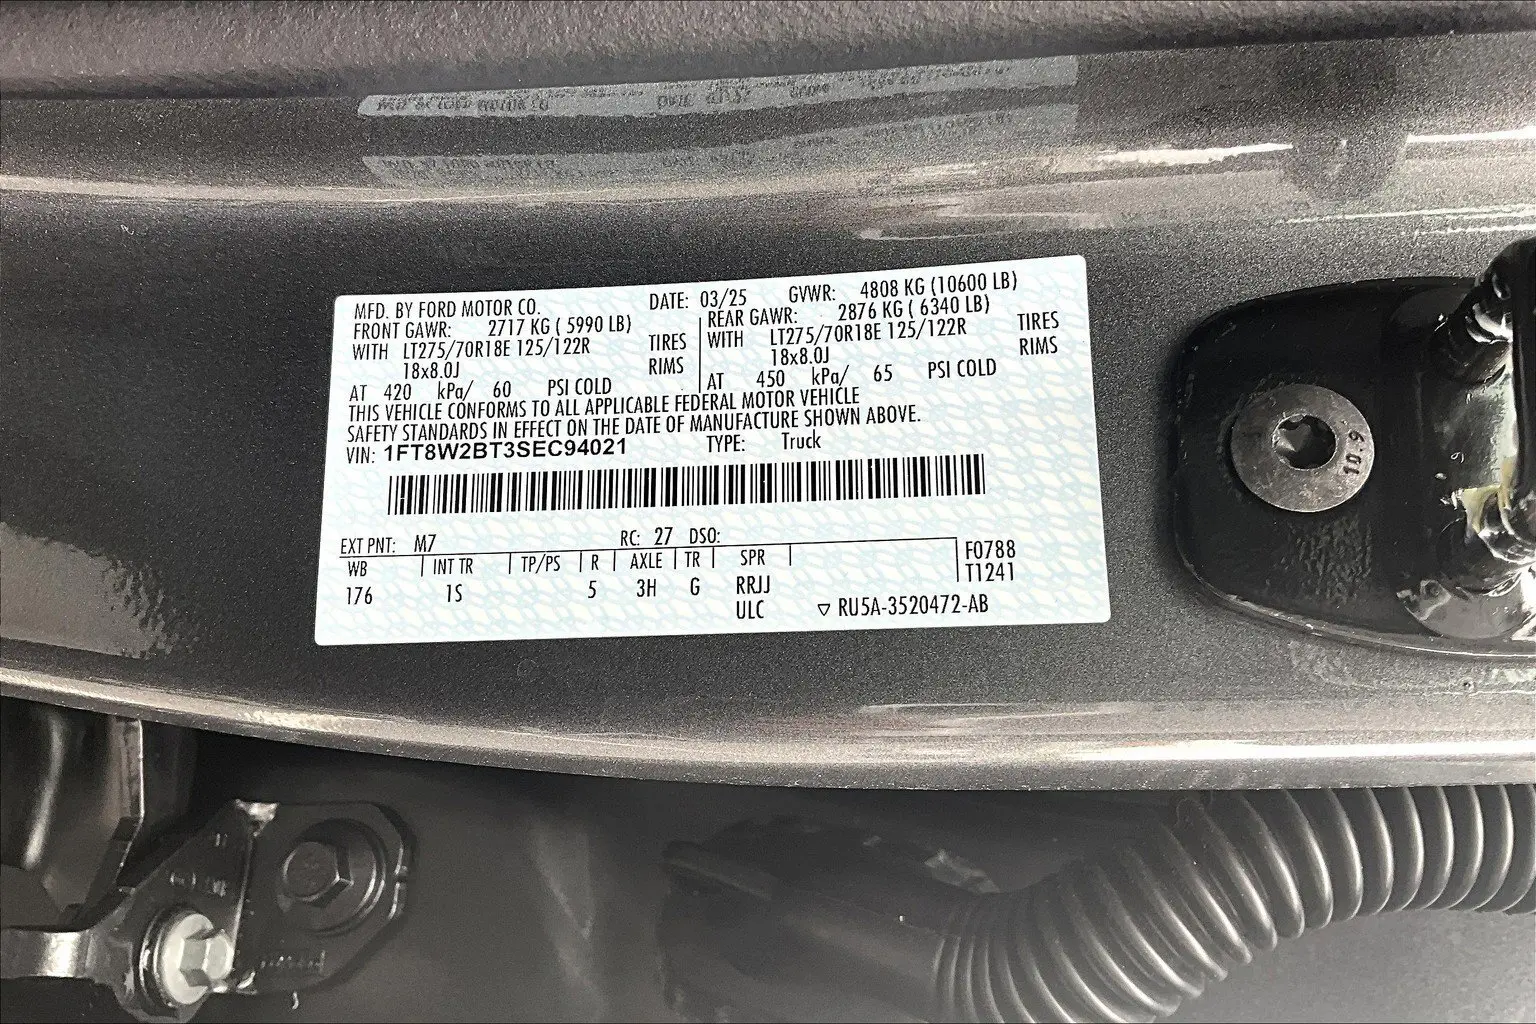 MFD. BY FORD MOTOR CO. DATE: 03/25 GVWR: 4808 KG (10600 LB)
FRONT GAWR: 2717 KG ( 5990 LB) REAR GAWR: 2876 KG ( 6340 LB)
WITH LT275/70R18E 125/122R TIRES WITH LT275/70R18E 125/122R TIRES
18x8.0J RIMS 18x8.0J RIMS
AT 420 kPa/ 60 PSI COLD AT 450 kPa/ 65 PSI COLD
THIS VEHICLE CONFORMS TO ALL APPLICABLE FEDERAL MOTOR VEHICLE
SAFETY STANDARDS IN EFFECT ON THE DATE OF MANUFACTURE SHOWN ABOVE.
VIN: 1FT8W2BT3SEC94021 TYPE: Truck
EXT PNT: M7 RC: 27 DSO:
WB INT TR TP/PS R AXLE TR SPR F0788
176 1S 5 3H G RRJJ T1241
ULC ▽ RU5A-3520472-AB
10.9